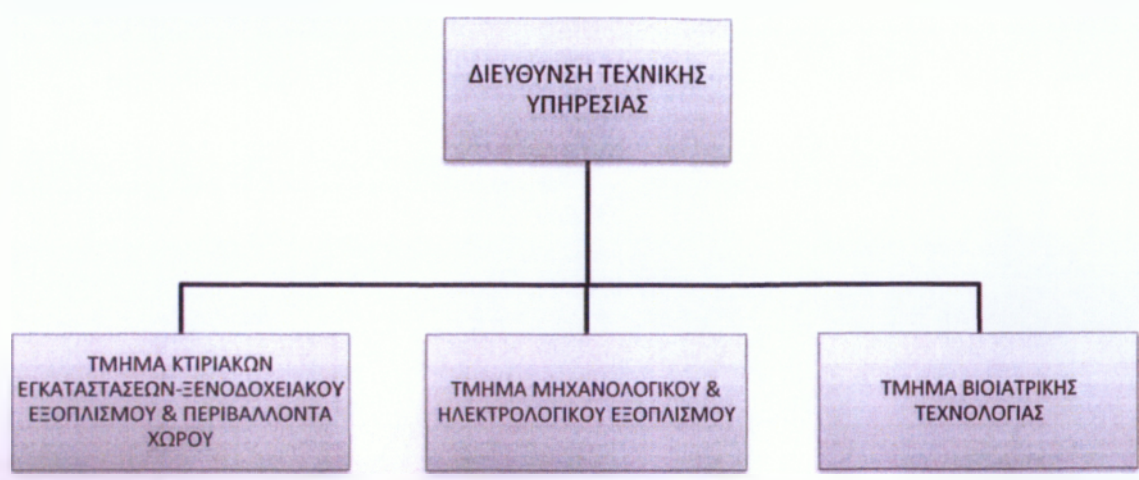 ΔΙΕΥΘΥΝΣΗ ΤΕΧΝΙΚΗΣ
ΥΠΗΡΕΣΙΑΣ
ΤΜΗΜΑ ΚΤΙΡΙΑΚΩΝ
ΕΓΚΑΤΑΣΤΑΣΕΩΝ-ΞΕΝΟΔΟΧΕΙΑΚΟΥ
ΕΞΟΠΛΙΣΜΟΥ & ΠΕΡΙΒΑΛΛΟΝΤΑ
ΧΩΡΟΥ
ΤΜΗΜΑ ΜΗΧΑΝΟΛΟΓΙΚΟΥ &
ΗΛΕΚΤΡΟΛΟΓΙΚΟΥ ΕΞΟΠΛΙΣΜΟΥ
ΤΜΗΜΑ ΒΙΟΙΑΤΡΙΚΗΣ
ΤΕΧΝΟΛΟΓΙΑΣ